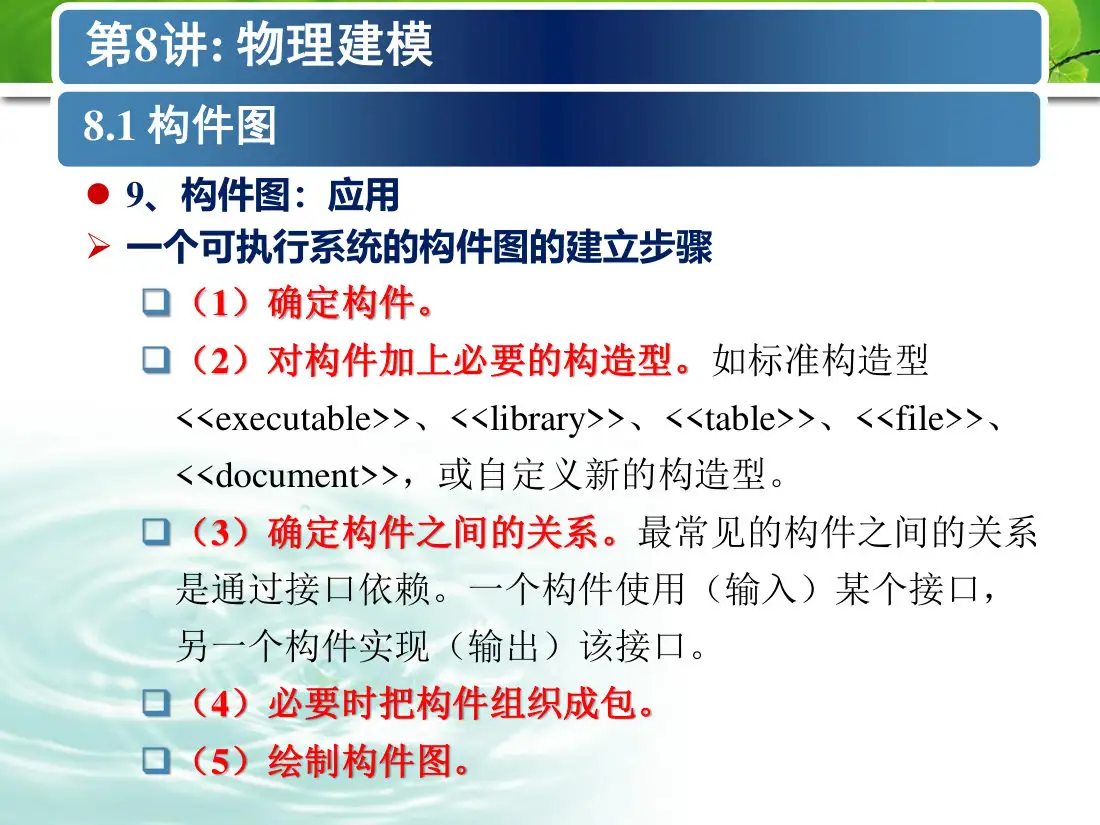 第8讲: 物理建模
8.1 构件图
9、构件图：应用
一个可执行系统的构件图的建立步骤
（1）确定构件。
（2）对构件加上必要的构造型。如标准构造型
<<executable>>、<<library>>、<<table>>、<<file>>、
<<document>>，或自定义新的构造型。
（3）确定构件之间的关系。最常见的构件之间的关系
是通过接口依赖。一个构件使用（输入）某个接口，
另一个构件实现（输出）该接口。
（4）必要时把构件组织成包。
（5）绘制构件图。